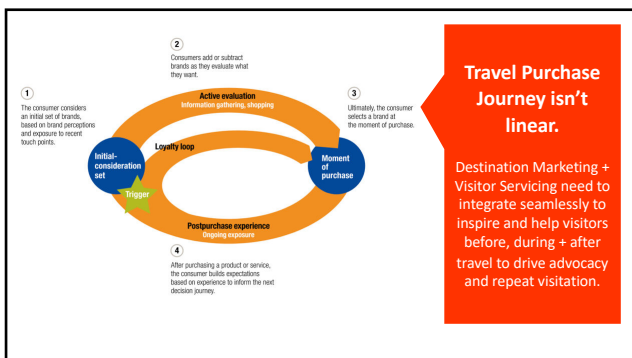 2
Consumers add or subtract
brands as they evaluate what
they want.
1
The consumer considers
an initial set of brands,
based on brand perceptions
and exposure to recent
touch points.
Active evaluation
Information gathering, shopping
3
Ultimately, the consumer
selects a brand at
the moment of purchase.
Loyalty loop
Initial-
consideration
set
Trigger
Moment
of
purchase
Postpurchase experience
Ongoing exposure
4
After purchasing a product or service,
the consumer builds expectations
based on experience to inform the next
decision journey.
Travel Purchase
Journey isn't
linear.
Destination Marketing +
Visitor Servicing need to
integrate seamlessly to
inspire and help visitors
before, during + after
travel to drive advocacy
and repeat visitation.